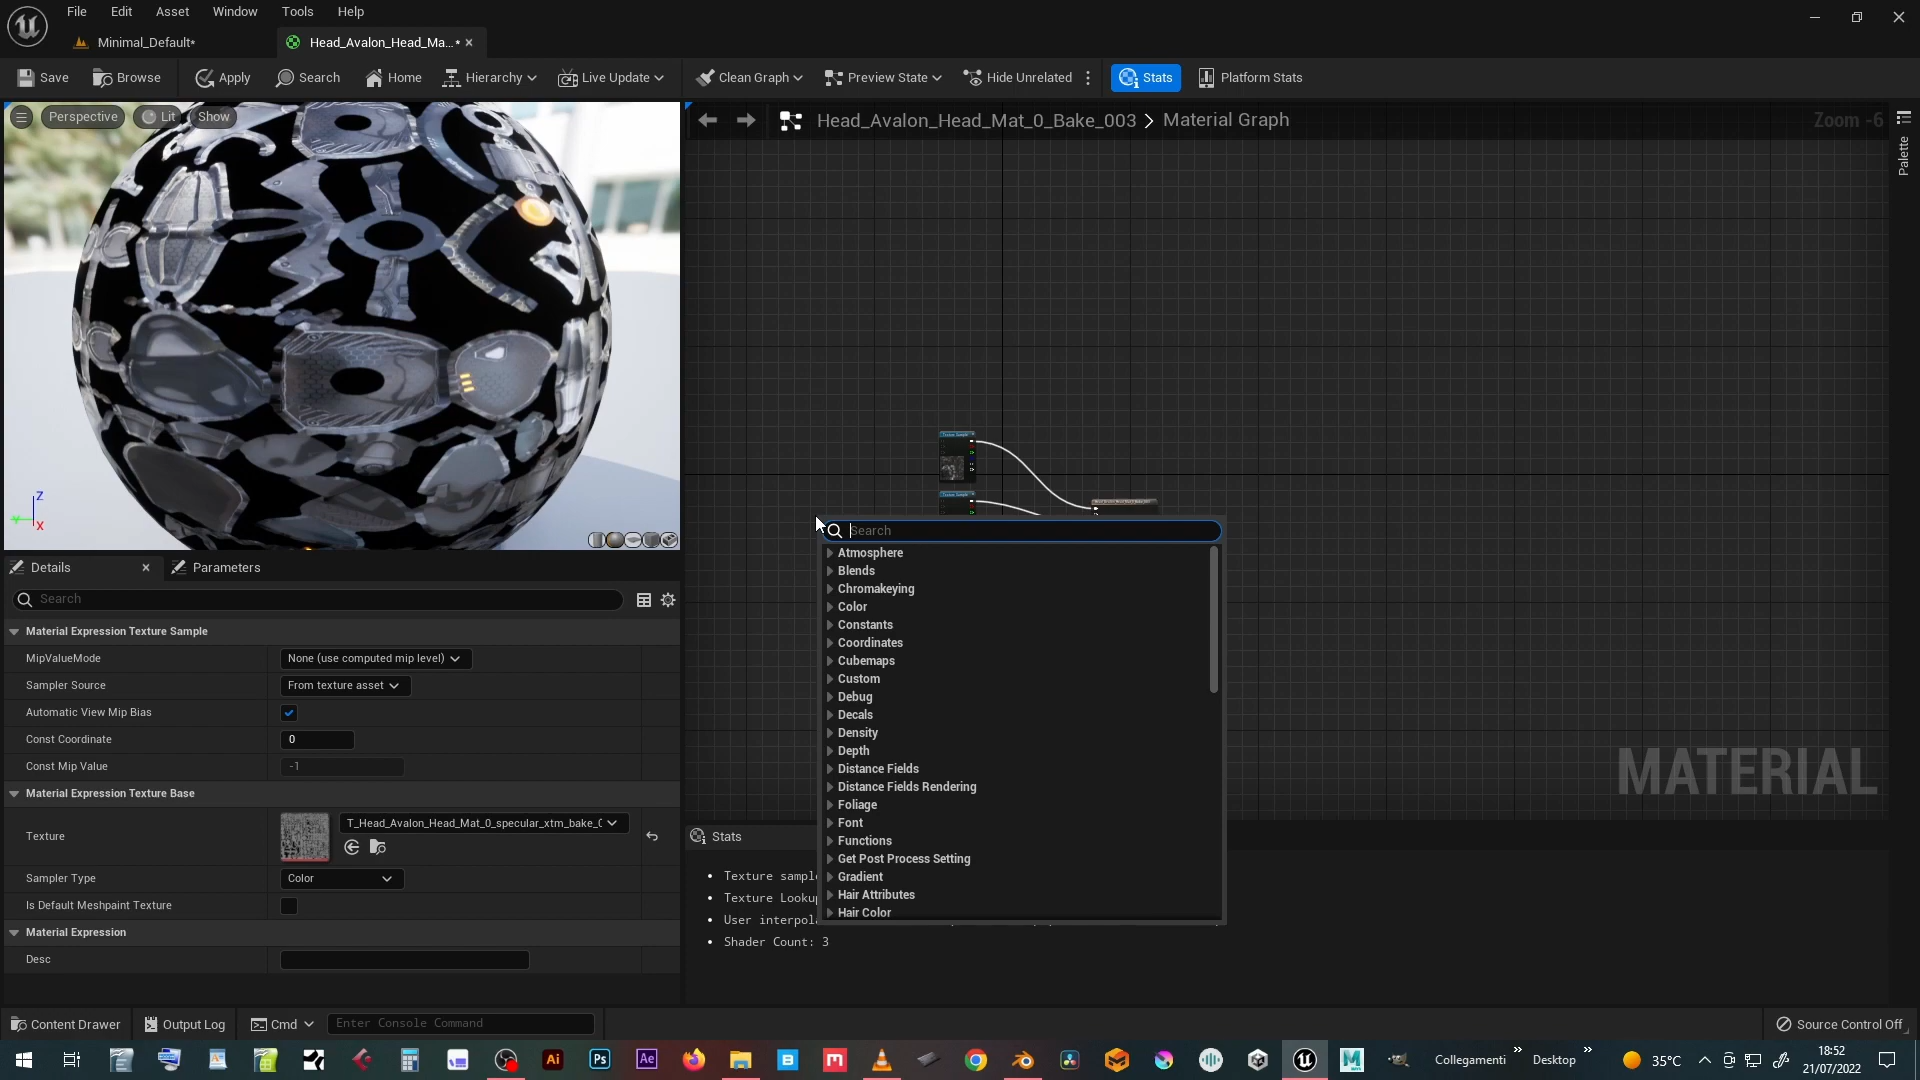 File Edit Asset Window Tools Help
Minimal_Default* Head_Avalon_Head_Ma...*
Save Browse Apply Search Home Hierarchy Live Update Clean Graph Preview State Hide Unrelated Stats Platform Stats
Perspective Lit Show
Head_Avalon_Head_Mat_0_Bake_003 > Material Graph
Zoom -6
Palette
Texture Sample
Texture Sample
Z
Y
X
Search
Atmosphere
Blends
Chromakeying
Color
Constants
Coordinates
Cubemaps
Custom
Debug
Decals
Density
Depth
Distance Fields
Distance Fields Rendering
Foliage
Font
Functions
Get Post Process Setting
Gradient
Hair Attributes
Hair Color
MATERIAL
Details Parameters
Search
Material Expression Texture Sample
MipValueMode None (use computed mip level)
Sampler Source From texture asset
Automatic View Mip Bias
Const Coordinate 0
Const Mip Value -1
Material Expression Texture Base
Texture T_Head_Avalon_Head_Mat_0_specular_xtm_bake_
Sampler Type Color
Is Default Meshpaint Texture
Material Expression
Desc
Stats
Texture
User
Shader Count: 3
Content Drawer Output Log Cmd Enter Console Command Source Control Off
Ai Ps Ae Collegamenti » Desktop » 35°C 18:52
21/07/2022